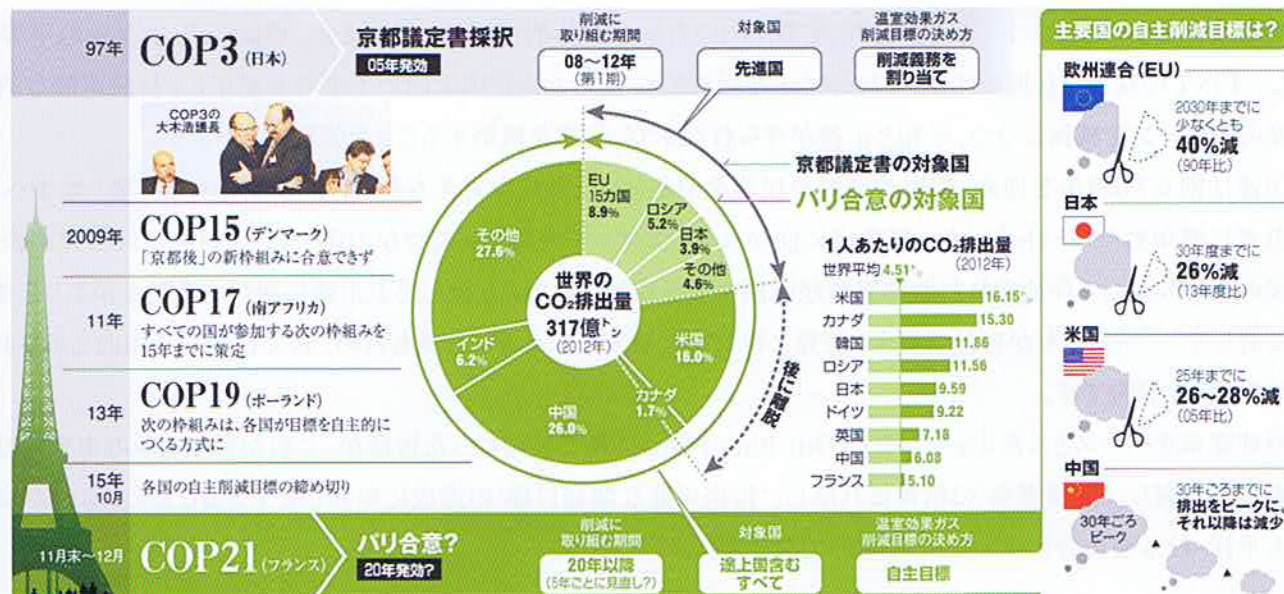 97年
COP3 (日本)
京都議定書採択
05年発効
削減に
取り組む期間
08〜12年
(第1期)
対象国
先進国
温室効果ガス
削減目標の決め方
削減義務を
割り当て
COP3の
大木浩議長
2009年
COP15 (デンマーク)
「京都後」の新枠組みに合意できず
11年
COP17 (南アフリカ)
すべての国が参加する次の枠組みを
15年までに策定
13年
COP19 (ポーランド)
次の枠組みは、各国が目標を自主的に
つくる方式に
15年
10月
各国の自主削減目標の締め切り
11月末〜12月
COP21 (フランス)
パリ合意?
20年発効?
削減に
取り組む期間
20年以降
(5年ごとに見直し?)
対象国
途上国含む
すべて
温室効果ガス
削減目標の決め方
自主目標
世界の
CO₂排出量
317億トン
(2012年)
EU
15カ国
8.9%
ロシア
5.2%
日本
3.9%
その他
4.6%
米国
16.0%
カナダ
1.7%
中国
26.0%
インド
6.2%
その他
27.6%
後に離脱
京都議定書の対象国
パリ合意の対象国
1人あたりのCO₂排出量
(2012年)
世界平均 4.51トン
米国 16.15トン
カナダ 15.30
韓国 11.86
ロシア 11.56
日本 9.59
ドイツ 9.22
英国 7.18
中国 6.08
フランス 5.10
主要国の自主削減目標は?
欧州連合(EU)
2030年までに
少なくとも
40%減
(90年比)
日本
30年度までに
26%減
(13年度比)
米国
25年までに
26〜28%減
(05年比)
中国
30年ごろまでに
排出をピークに、
それ以降は減少
30年ごろ
ピーク